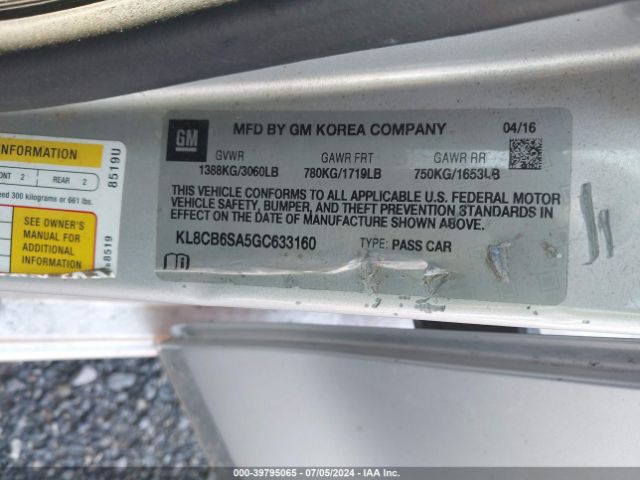 INFORMATION
ONT 2 REAR 2
eed 300 kilograms or 661 lbs.
8519U
SEE OWNER'S
MANUAL FOR
ADDITIONAL
INFORMATION
8519
GM
MFD BY GM KOREA COMPANY 04/16
GVWR GAWR FRT GAWR RR
1388KG/3060LB 780KG/1719LB 750KG/1653LB
THIS VEHICLE CONFORMS TO ALL APPLICABLE U.S. FEDERAL MOTOR
VEHICLE SAFETY, BUMPER, AND THEFT PREVENTION STANDARDS IN
EFFECT ON THE DATE OF MANUFACTURE SHOWN ABOVE.
KL8CB6SA5GC633160 TYPE: PASS CAR
000-39795065 / 07/05/2024 - IAA Inc.